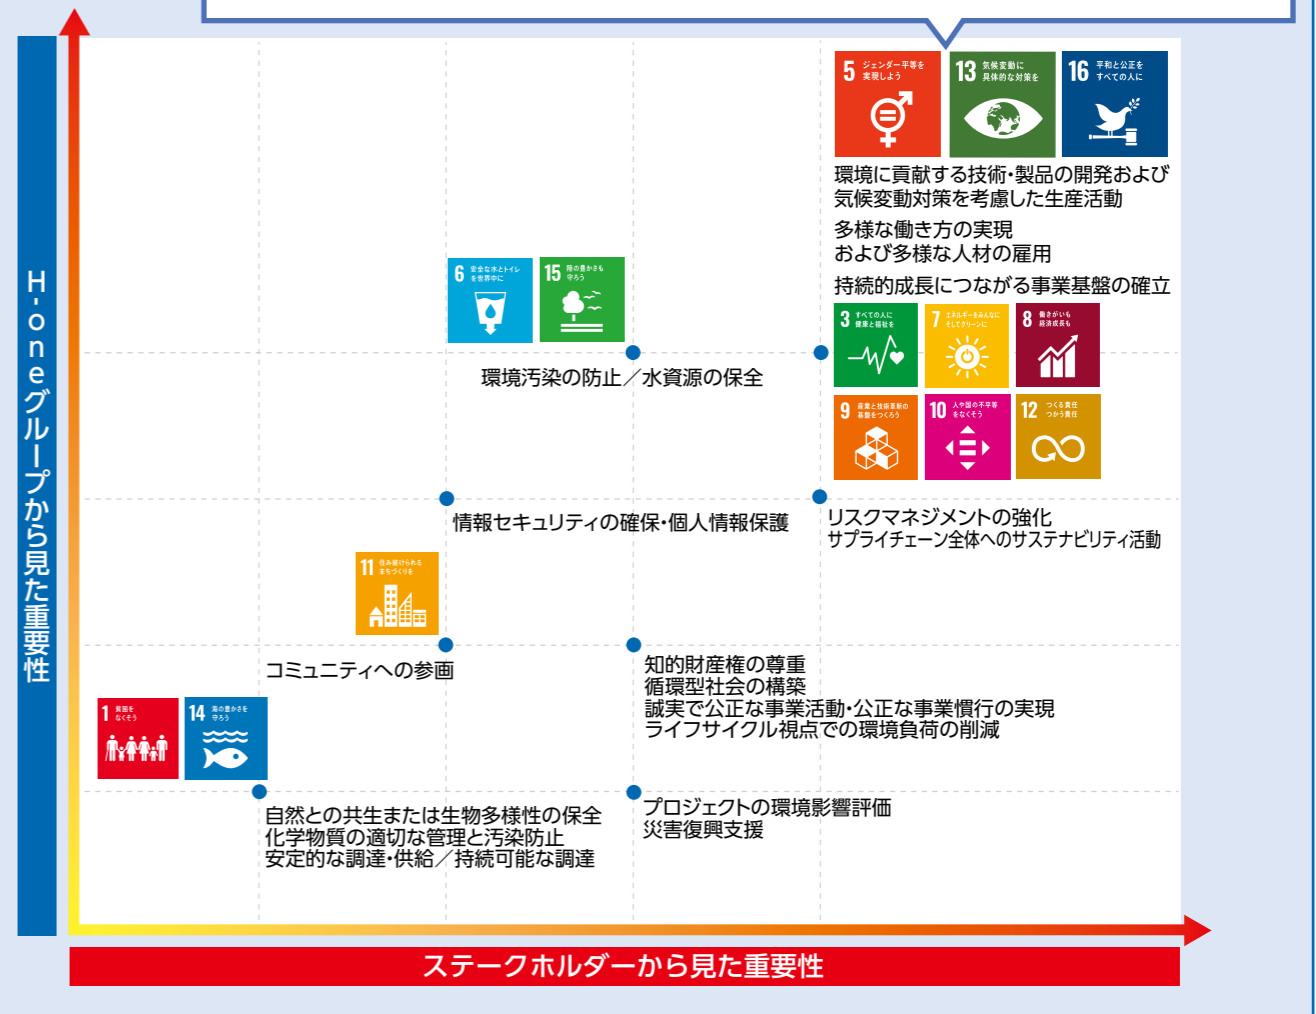 H-oneグループから見た重要性
5 ジェンダー平等を
実現しよう
13 気候変動に
具体的な対策を
16 平和と公正を
すべての人に
環境に貢献する技術・製品の開発および
気候変動対策を考慮した生産活動
多様な働き方の実現
および多様な人材の雇用
持続的成長につながる事業基盤の確立
6 安全な水とトイレ
を世界中に
15 陸の豊かさも
守ろう
環境汚染の防止／水資源の保全
3 すべての人に
健康と福祉を
7 エネルギーをみんなに
そしてクリーンに
8 働きがいも
経済成長も
9 産業と技術革新の
基盤をつくろう
10 人や国の不平等
をなくそう
12 つくる責任
つかう責任
情報セキュリティの確保・個人情報保護
リスクマネジメントの強化
サプライチェーン全体へのサステナビリティ活動
11 住み続けられる
まちづくりを
コミュニティへの参画
知的財産権の尊重
循環型社会の構築
誠実で公正な事業活動・公正な事業慣行の実現
ライフサイクル視点での環境負荷の削減
1 貧困を
なくそう
14 海の豊かさを
守ろう
自然との共生または生物多様性の保全
化学物質の適切な管理と汚染防止
安定的な調達・供給／持続可能な調達
プロジェクトの環境影響評価
災害復興支援
ステークホルダーから見た重要性